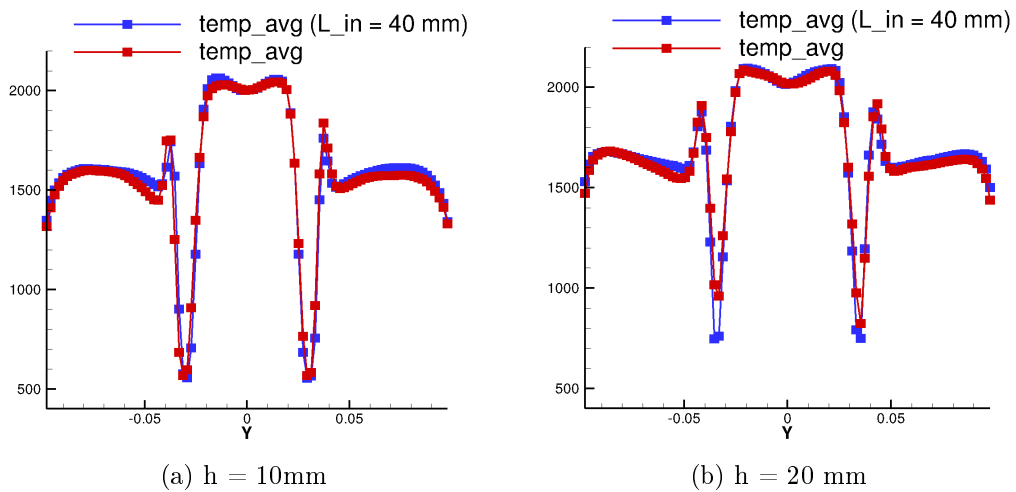 temp_avg (L_in = 40 mm)
temp_avg
2000
1500
1000
500
-0.05 0 0.05
Y
(a) h = 10mm
temp_avg (L_in = 40 mm)
temp_avg
2000
1500
1000
500
-0.05 0 0.05
Y
(b) h = 20 mm